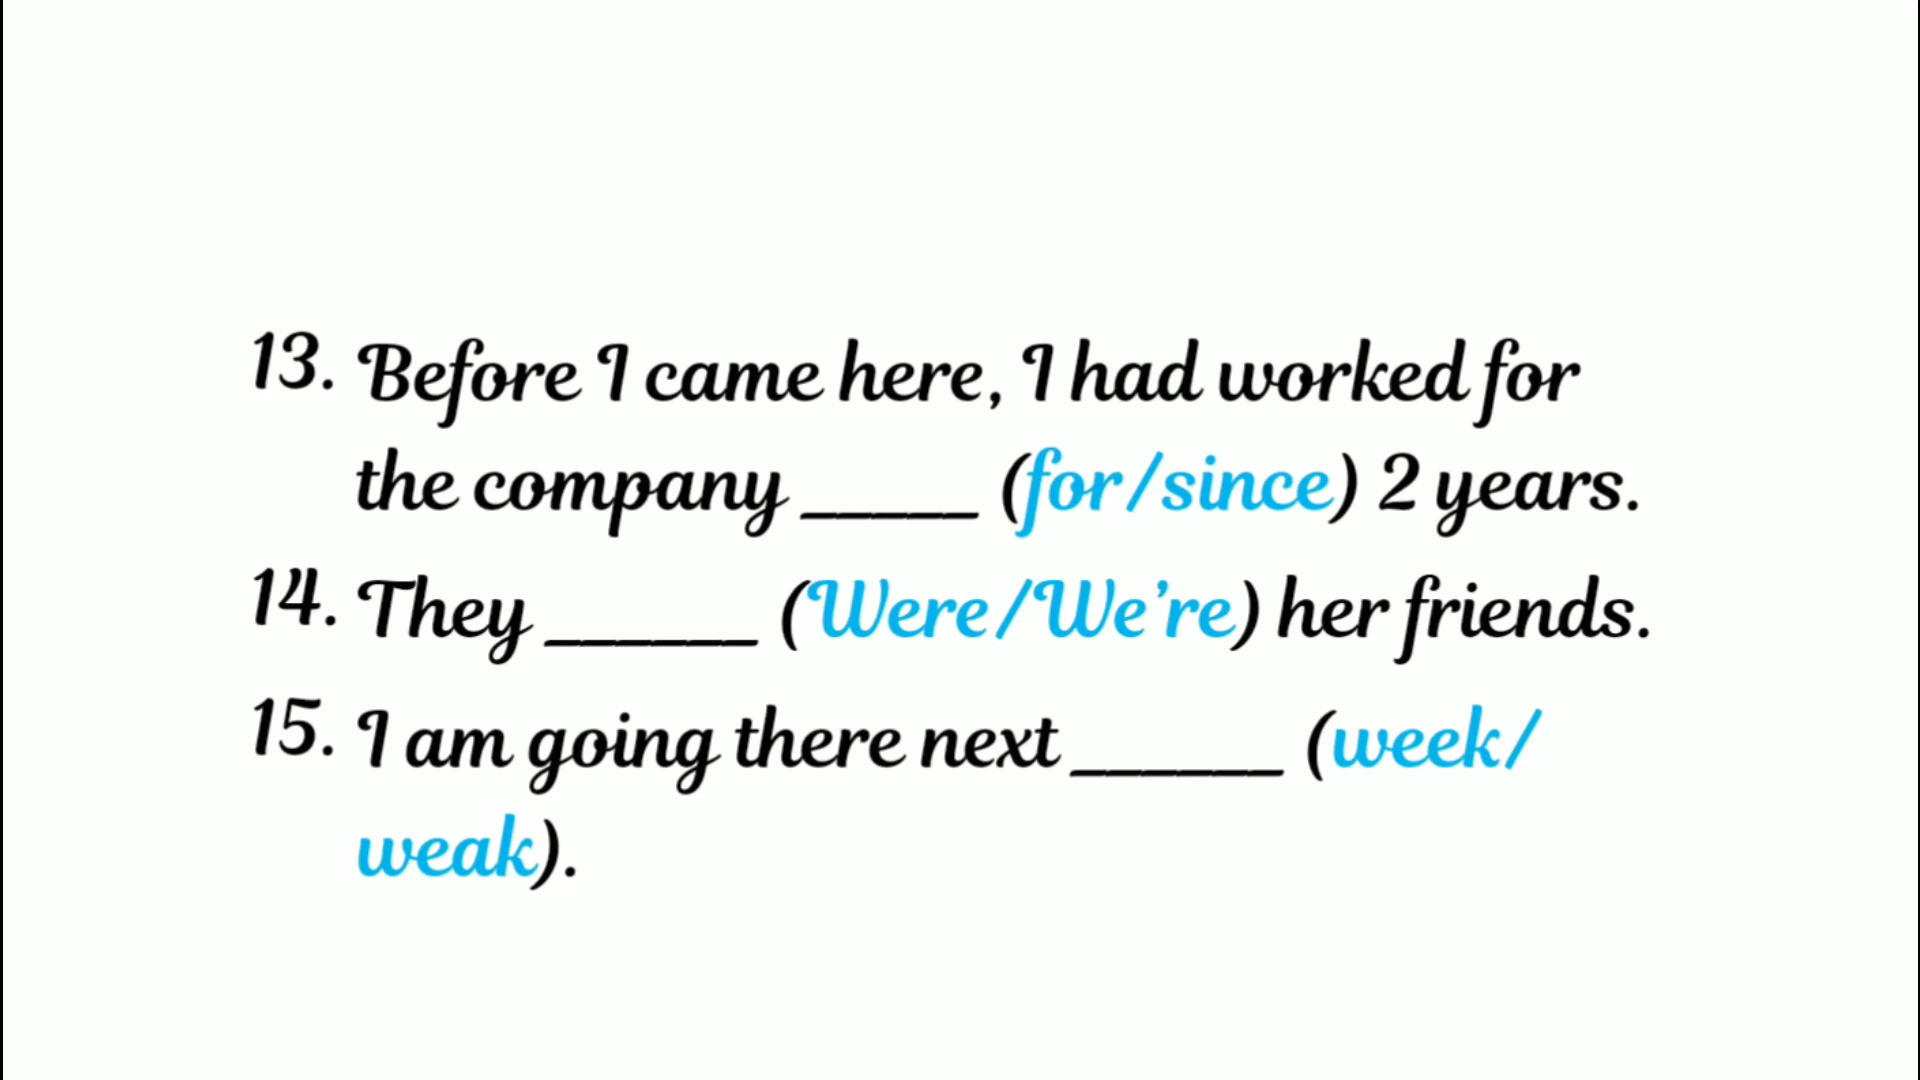 13. Before I came here, I had worked for
the company _____ (for/since) 2 years.
14. They ______ (Were/We're) her friends.
15. I am going there next ______ (week/
weak).